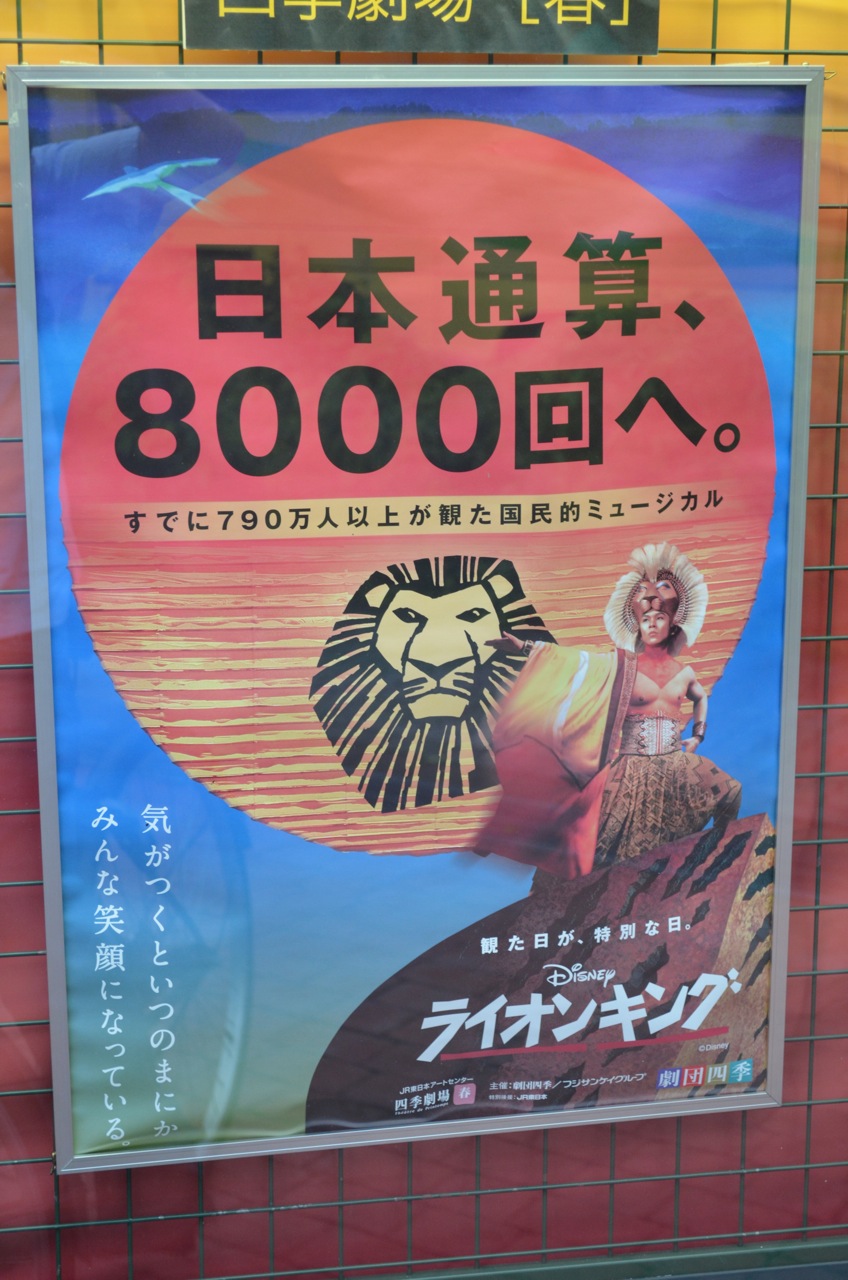 四季劇場［春］
日本通算、
8000回へ。
すでに790万人以上が観た国民的ミュージカル
気がつくといつのまにか
みんな笑顔になっている。
観た日が、特別な日。
Disney
ライオンキング
©Disney
JR東日本アートセンター
四季劇場 春
主催：劇団四季／フジサンケイグループ
特別後援：JR東日本
劇団四季